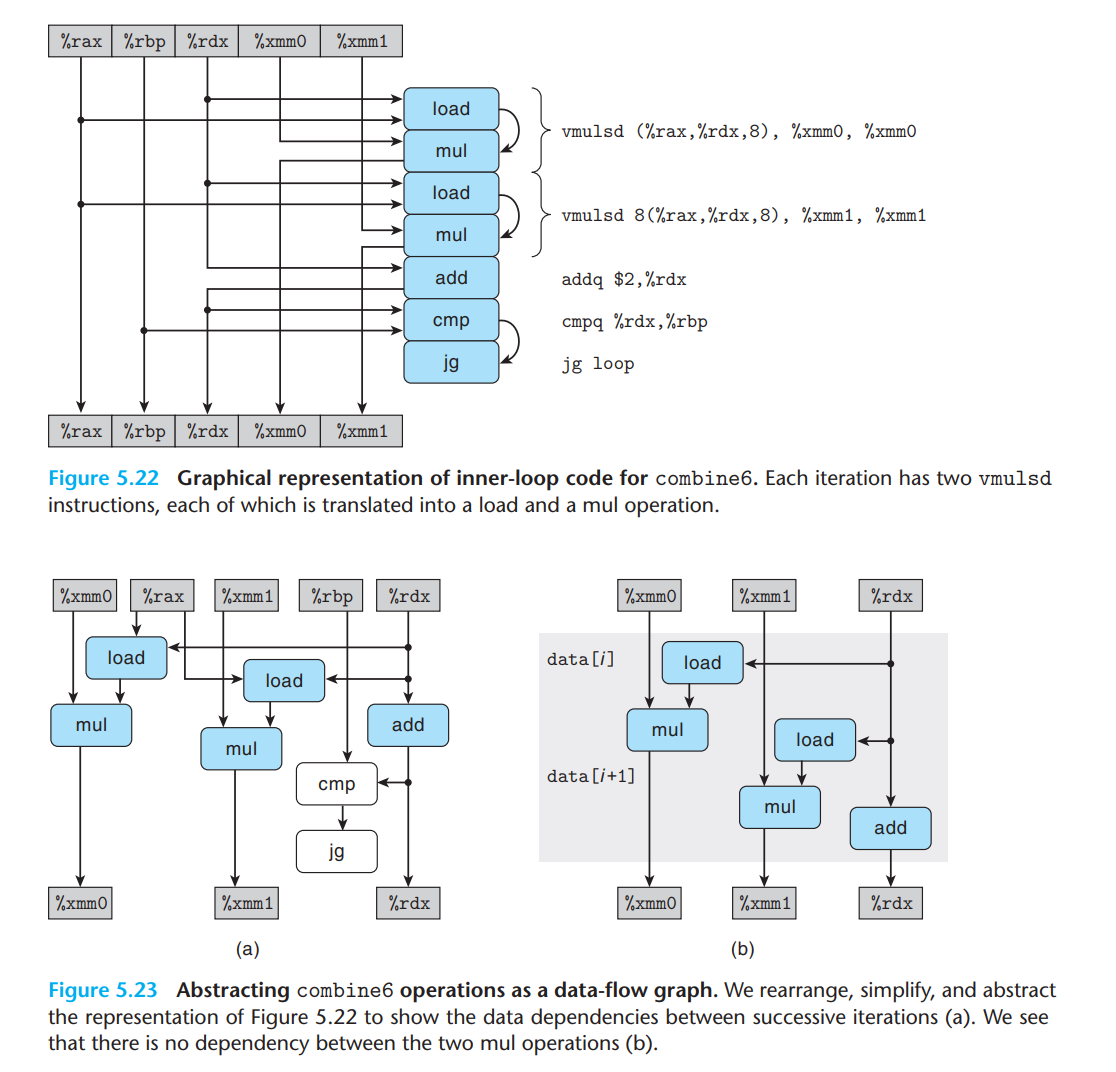 %rax %rbp %rdx %xmm0 %xmm1
load
mul
vmulsd (%rax,%rdx,8), %xmm0, %xmm0
load
mul
vmulsd 8(%rax,%rdx,8), %xmm1, %xmm1
add
addq $2,%rdx
cmp
cmpq %rdx,%rbp
jg
jg loop
%rax %rbp %rdx %xmm0 %xmm1
Figure 5.22 Graphical representation of inner-loop code for combine6. Each iteration has two vmulsd
instructions, each of which is translated into a load and a mul operation.
%xmm0 %rax %xmm1 %rbp %rdx
load
load
mul
add
mul
cmp
jg
%xmm0 %xmm1 %rdx
(a)
%xmm0 %xmm1 %rdx
data[i]
load
mul
load
data[i+1]
mul
add
%xmm0 %xmm1 %rdx
(b)
Figure 5.23 Abstracting combine6 operations as a data-flow graph. We rearrange, simplify, and abstract
the representation of Figure 5.22 to show the data dependencies between successive iterations (a). We see
that there is no dependency between the two mul operations (b).